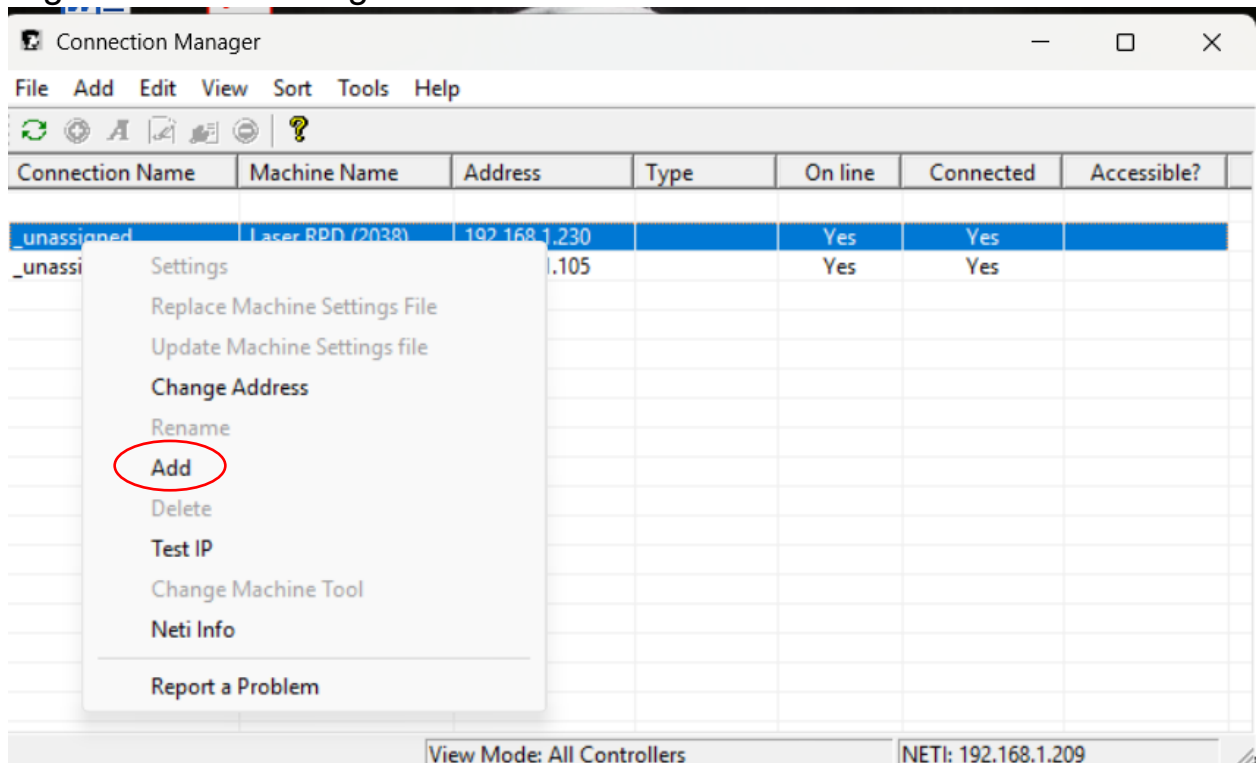 Connection Manager
File Add Edit View Sort Tools Help
Connection Name Machine Name Address Type On line Connected Accessible?
_unassigned Laser RPD (2038) 192.168.1.230 Yes Yes
_unassi .105 Yes Yes
Settings
Replace Machine Settings File
Update Machine Settings file
Change Address
Rename
Add
Delete
Test IP
Change Machine Tool
Neti Info
Report a Problem
View Mode: All Controllers NETI: 192.168.1.209